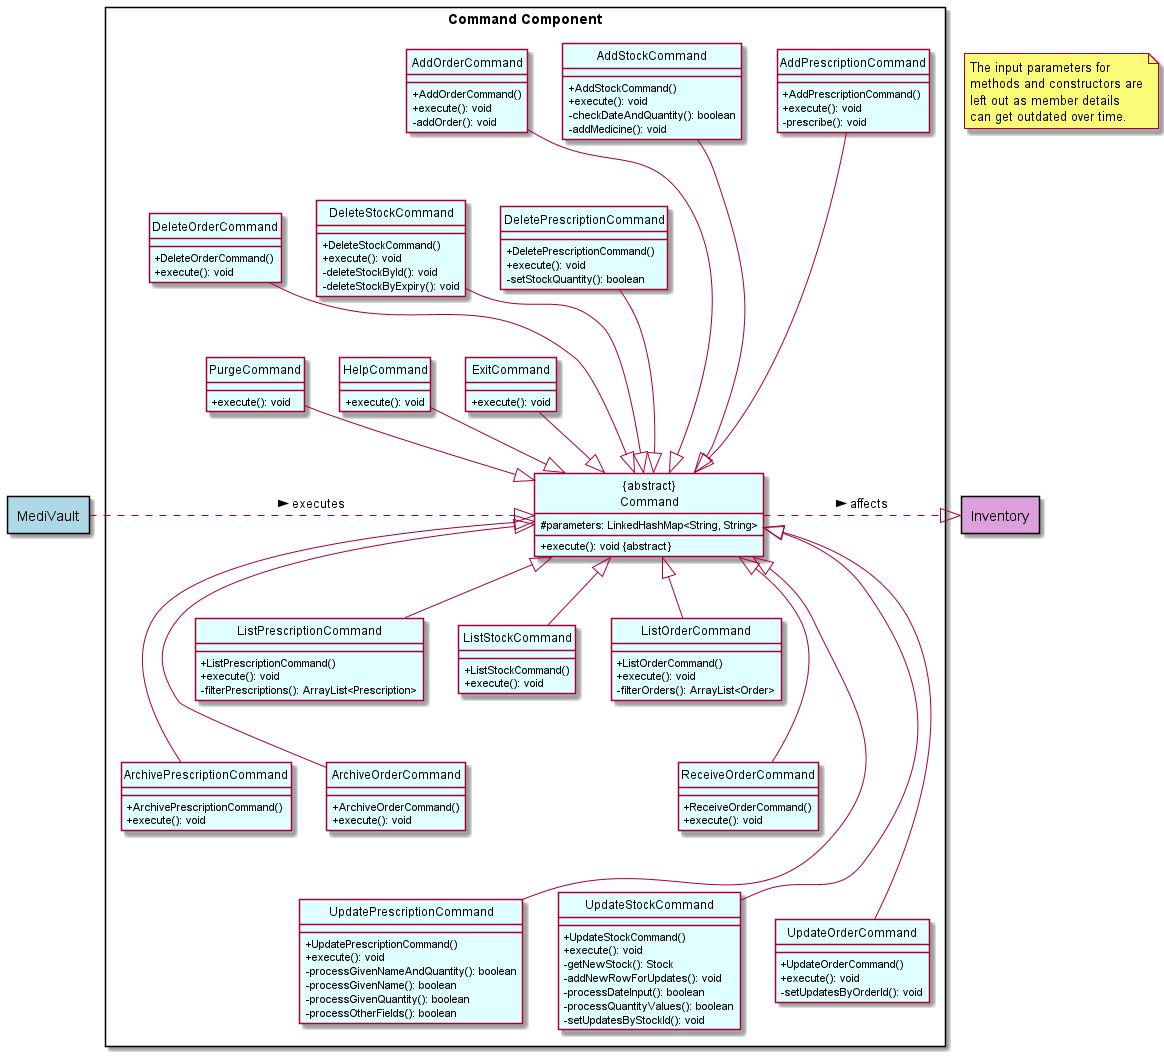 Command Component
AddOrderCommand
+AddOrderCommand()
+execute(): void
-addOrder(): void
AddStockCommand
+AddStockCommand()
+execute(): void
-checkDateAndQuantity(): boolean
-addMedicine(): void
AddPrescriptionCommand
+AddPrescriptionCommand()
+execute(): void
-prescribe(): void
The input parameters for
methods and constructors are
left out as member details
can get outdated over time.
DeleteOrderCommand
+DeleteOrderCommand()
+execute(): void
DeleteStockCommand
+DeleteStockCommand()
+execute(): void
-deleteStockById(): void
-deleteStockByExpiry(): void
DeletePrescriptionCommand
+DeletePrescriptionCommand()
+execute(): void
-setStockQuantity(): boolean
PurgeCommand
+execute(): void
HelpCommand
+execute(): void
ExitCommand
+execute(): void
MediVault
executes
{abstract}
Command
#parameters: LinkedHashMap<String, String>
+execute(): void {abstract}
affects
Inventory
ListPrescriptionCommand
+ListPrescriptionCommand()
+execute(): void
-filterPrescriptions(): ArrayList<Prescription>
ListStockCommand
+ListStockCommand()
+execute(): void
ListOrderCommand
+ListOrderCommand()
+execute(): void
-filterOrders(): ArrayList<Order>
ArchivePrescriptionCommand
+ArchivePrescriptionCommand()
+execute(): void
ArchiveOrderCommand
+ArchiveOrderCommand()
+execute(): void
ReceiveOrderCommand
+ReceiveOrderCommand()
+execute(): void
UpdatePrescriptionCommand
+UpdatePrescriptionCommand()
+execute(): void
-processGivenNameAndQuantity(): boolean
-processGivenName(): boolean
-processGivenQuantity(): boolean
-processOtherFields(): boolean
UpdateStockCommand
+UpdateStockCommand()
+execute(): void
-getNewStock(): Stock
-addNewRowForUpdates(): void
-processDateInput(): boolean
-processQuantityValues(): boolean
-setUpdatesByStockId(): void
UpdateOrderCommand
+UpdateOrderCommand()
+execute(): void
-setUpdatesByOrderId(): void